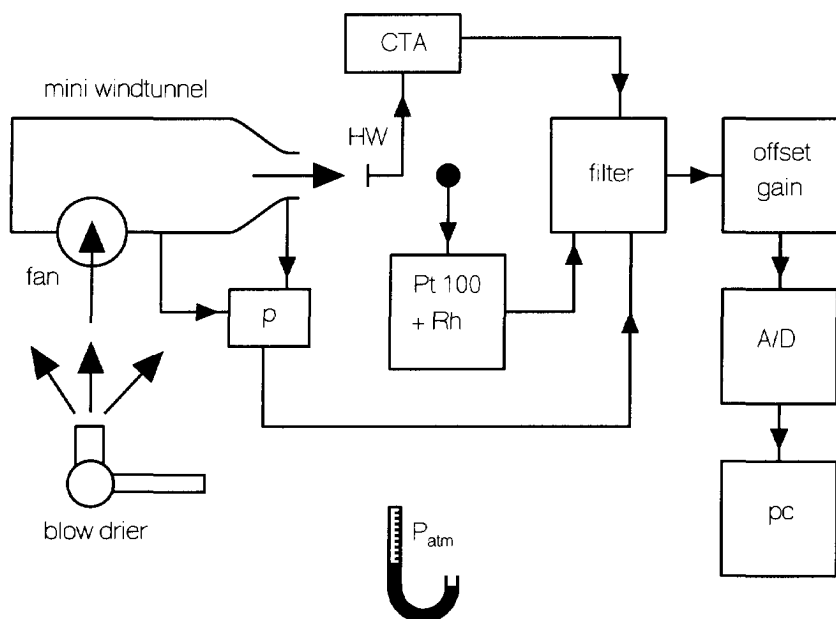 CTA
mini windtunnel
HW
filter
offset
gain
fan
Pt 100
+ Rh
p
A/D
blow drier
Patm
pc